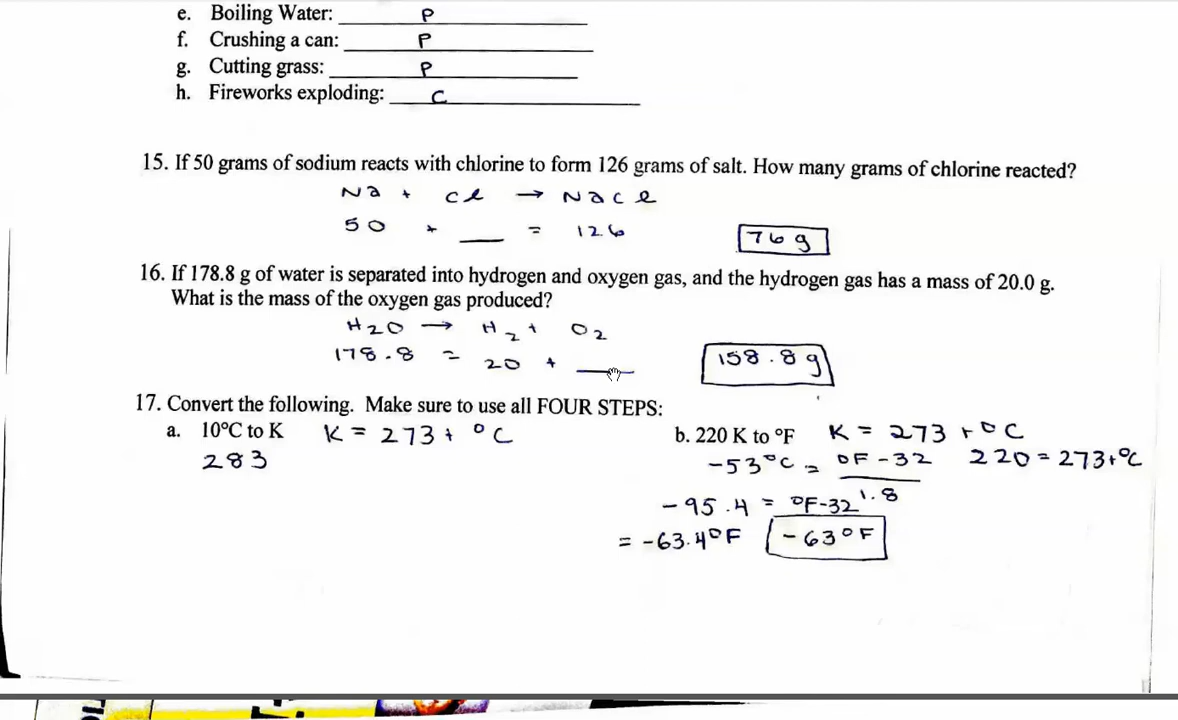 e. Boiling Water: P
f. Crushing a can: P
g. Cutting grass: P
h. Fireworks exploding: C
15. If 50 grams of sodium reacts with chlorine to form 126 grams of salt. How many grams of chlorine reacted?
Na + Cl → NaCl
50 + ___ = 126 76 g
16. If 178.8 g of water is separated into hydrogen and oxygen gas, and the hydrogen gas has a mass of 20.0 g.
What is the mass of the oxygen gas produced?
H2O → H2 + O2
178.8 = 20 + ___ 158.8 g
17. Convert the following. Make sure to use all FOUR STEPS:
a. 10°C to K K = 273 + °C
283
b. 220 K to °F K = 273 + °C
-53°C = °F - 32 220 = 273 + °C
1.8
-95.4 = °F - 32
= -63.4°F -63°F